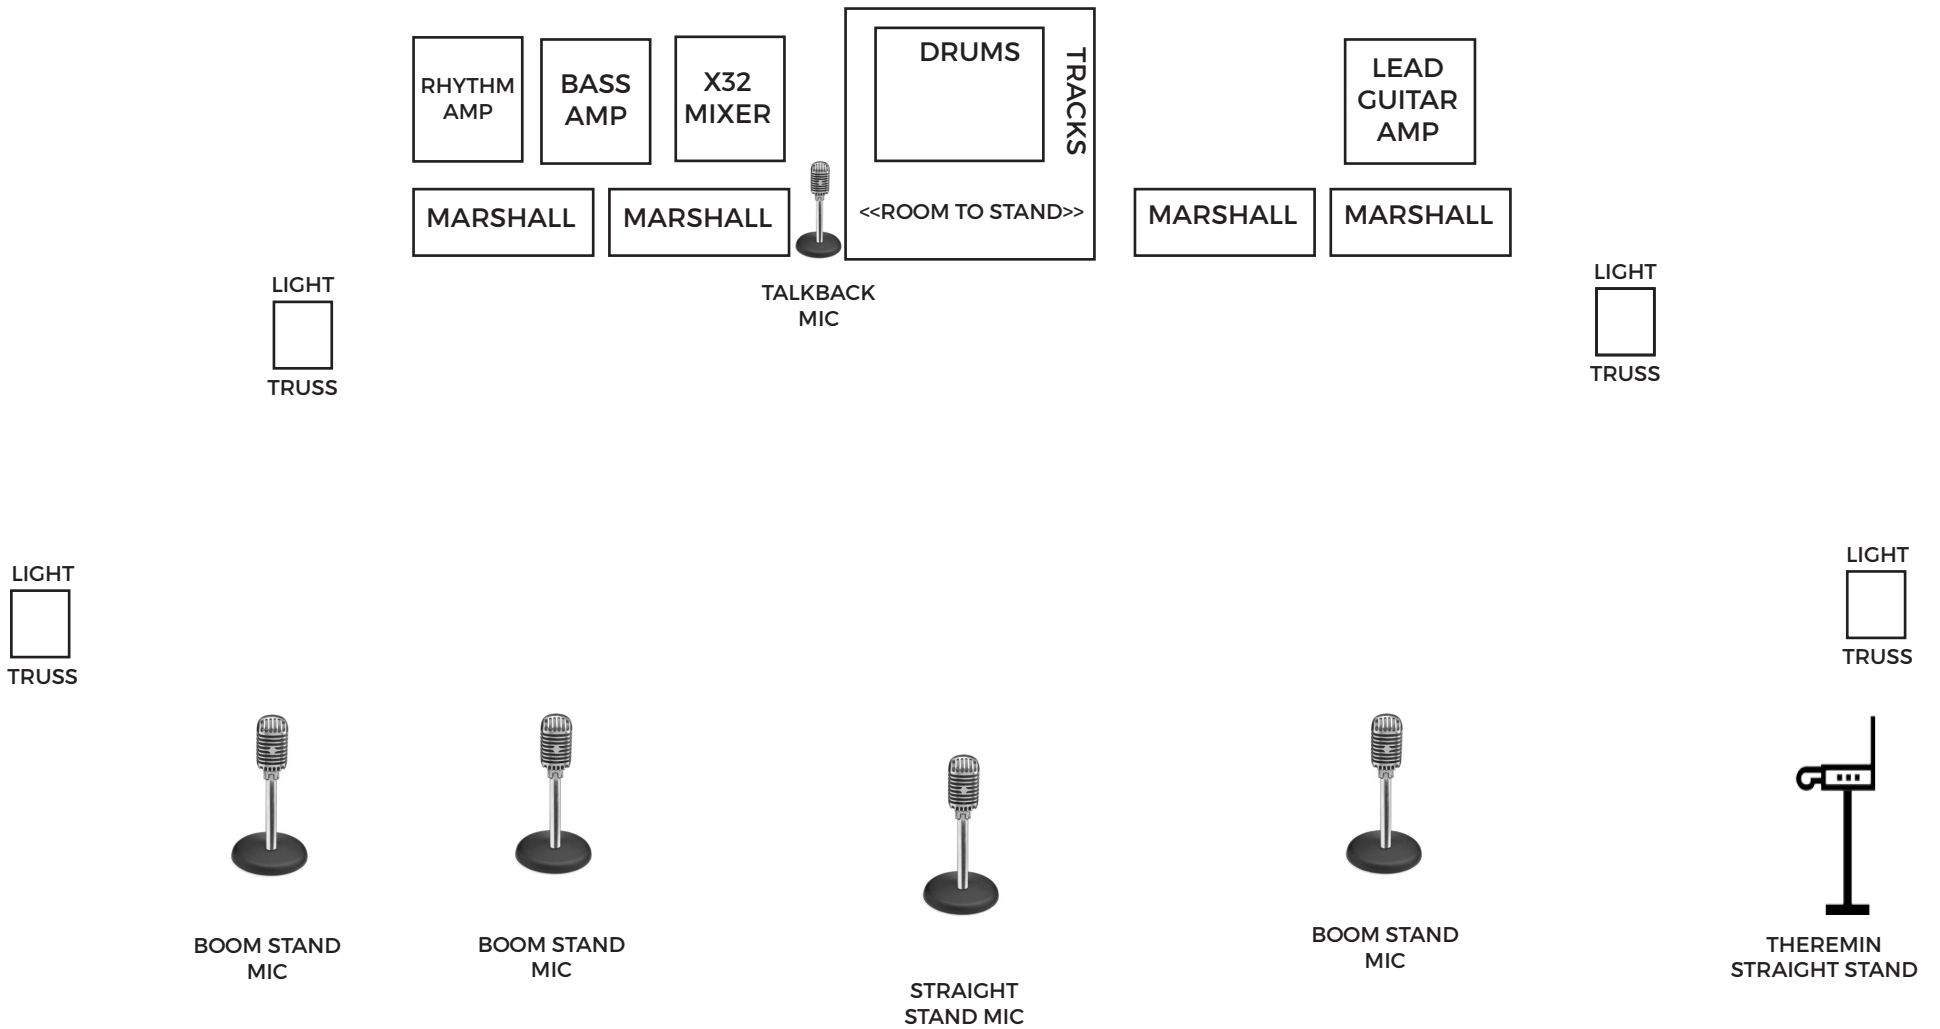 RHYTHM
AMP
BASS
AMP
X32
MIXER
DRUMS
TRACKS
LEAD
GUITAR
AMP
MARSHALL
MARSHALL
<<ROOM TO STAND>>
MARSHALL
MARSHALL
TALKBACK
MIC
LIGHT
TRUSS
LIGHT
TRUSS
LIGHT
TRUSS
LIGHT
TRUSS
BOOM STAND
MIC
BOOM STAND
MIC
STRAIGHT
STAND MIC
BOOM STAND
MIC
THEREMIN
STRAIGHT STAND